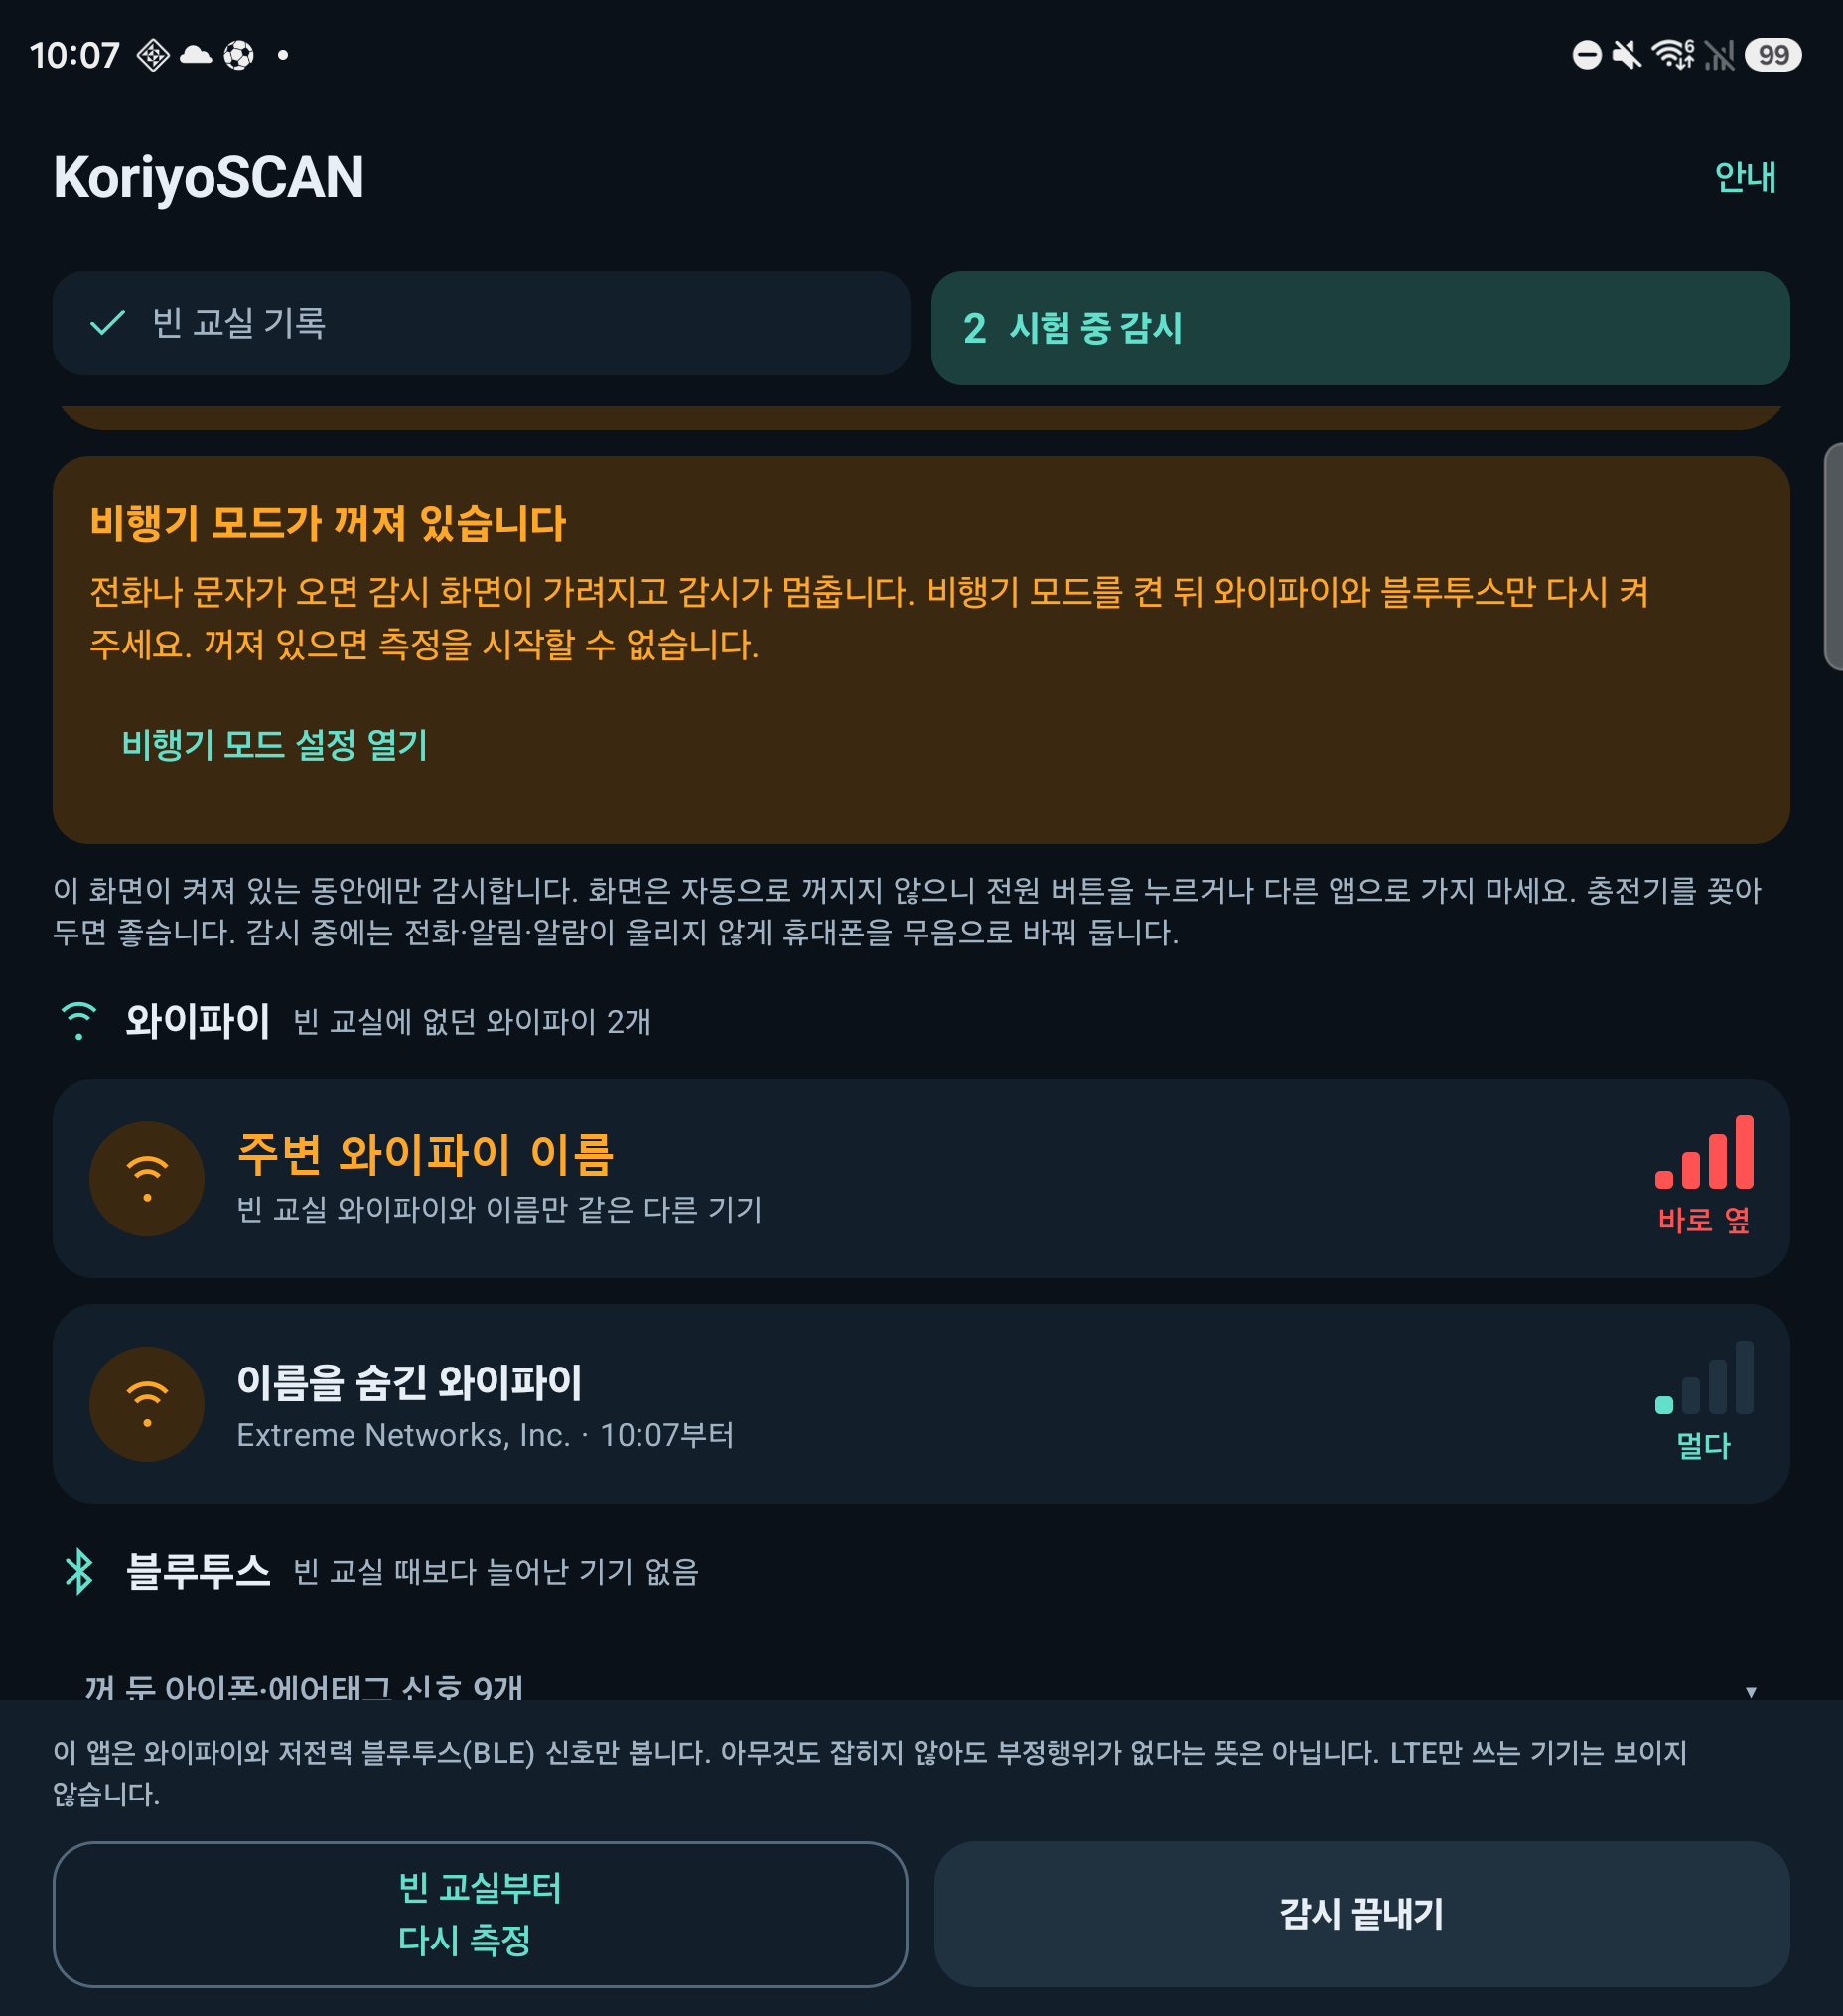 10:07
6
99
KoriyoSCAN
안내
빈 교실 기록
2 시험 중 감시
비행기 모드가 꺼져 있습니다
전화나 문자가 오면 감시 화면이 가려지고 감시가 멈춥니다. 비행기 모드를 켠 뒤 와이파이와 블루투스만 다시 켜
주세요. 꺼져 있으면 측정을 시작할 수 없습니다.
비행기 모드 설정 열기
이 화면이 켜져 있는 동안에만 감시합니다. 화면은 자동으로 꺼지지 않으니 전원 버튼을 누르거나 다른 앱으로 가지 마세요. 충전기를 꽂아
두면 좋습니다. 감시 중에는 전화·알림·알람이 울리지 않게 휴대폰을 무음으로 바꿔 둡니다.
와이파이 빈 교실에 없던 와이파이 2개
주변 와이파이 이름
빈 교실 와이파이와 이름만 같은 다른 기기
바로 옆
이름을 숨긴 와이파이
Extreme Networks, Inc. · 10:07부터
멀다
블루투스 빈 교실 때보다 늘어난 기기 없음
꺼 둔 아이폰·에어태그 신호 9개
이 앱은 와이파이와 저전력 블루투스(BLE) 신호만 봅니다. 아무것도 잡히지 않아도 부정행위가 없다는 뜻은 아닙니다. LTE만 쓰는 기기는 보이지
않습니다.
빈 교실부터
다시 측정
감시 끝내기